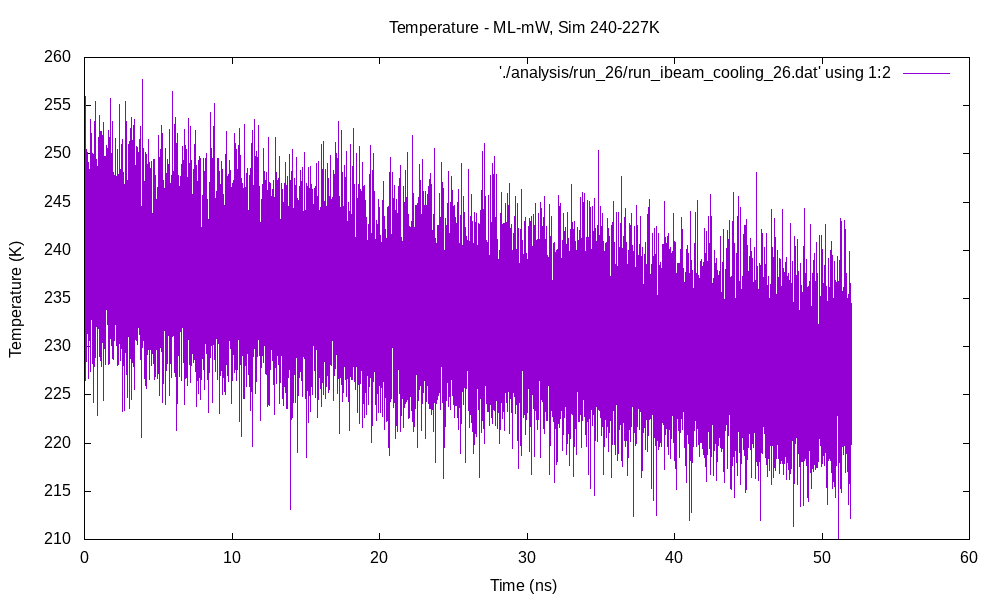 Temperature - ML-mW, Sim 240-227K
'./analysis/run_26/run_ibeam_cooling_26.dat' using 1:2
260
255
250
245
240
235
230
225
220
215
210
Temperature (K)
0 10 20 30 40 50 60
Time (ns)